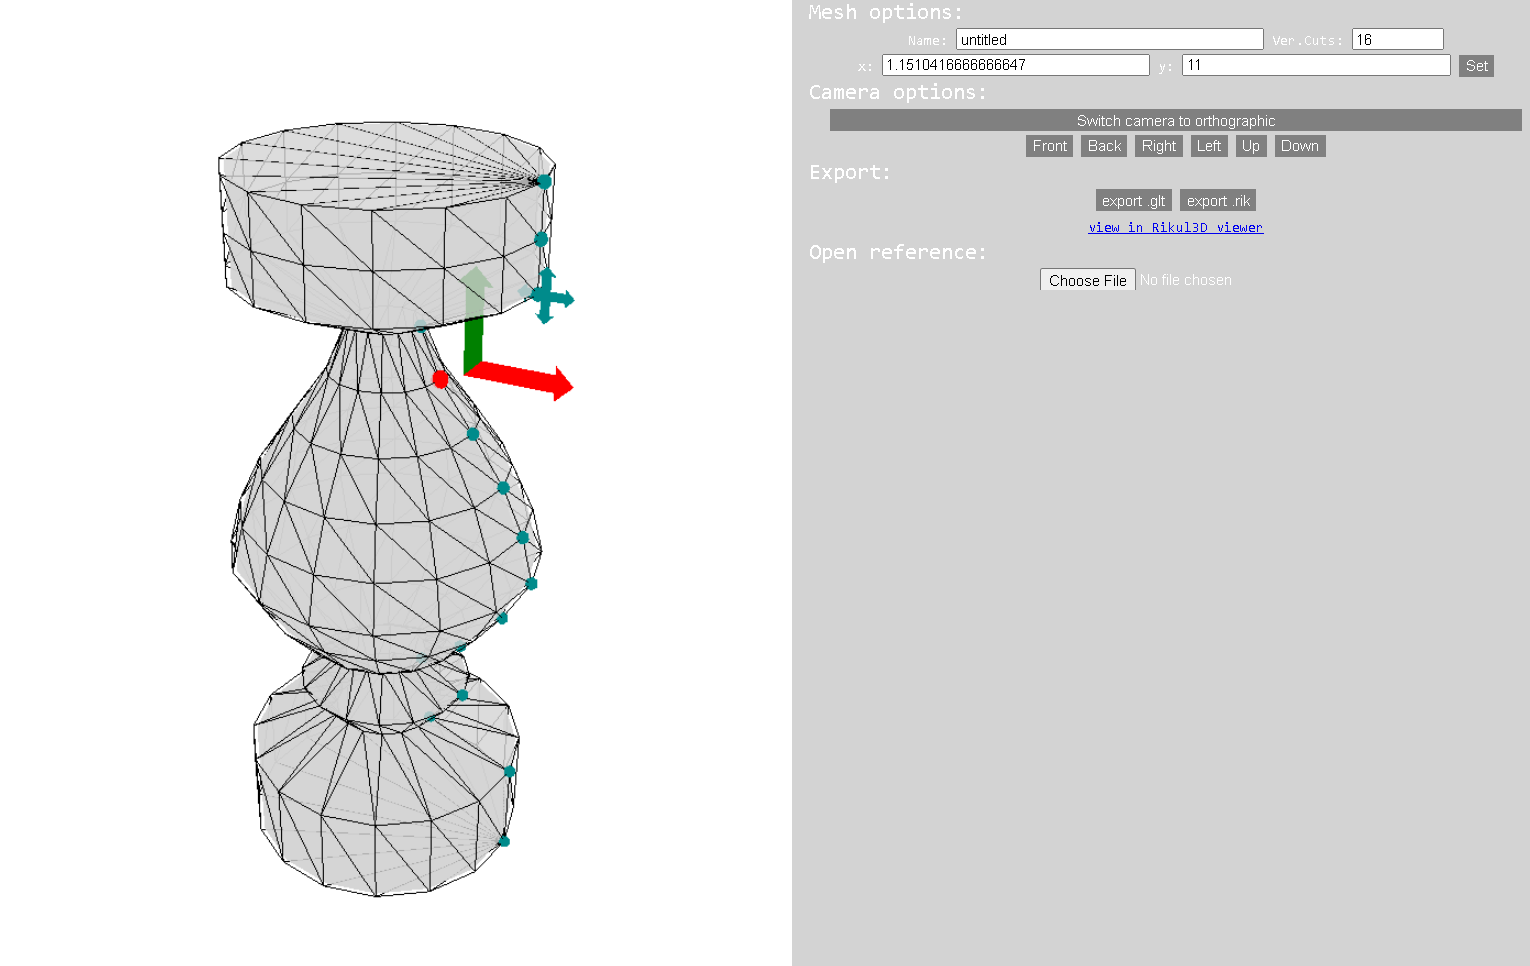 Mesh options:
Name: untitled Ver.Cuts: 16
x: 1.1510416666666647 y: 11 Set
Camera options:
Switch camera to orthographic
Front Back Right Left Up Down
Export:
export .glt export .rik
view in Rikul3D viewer
Open reference:
Choose File No file chosen